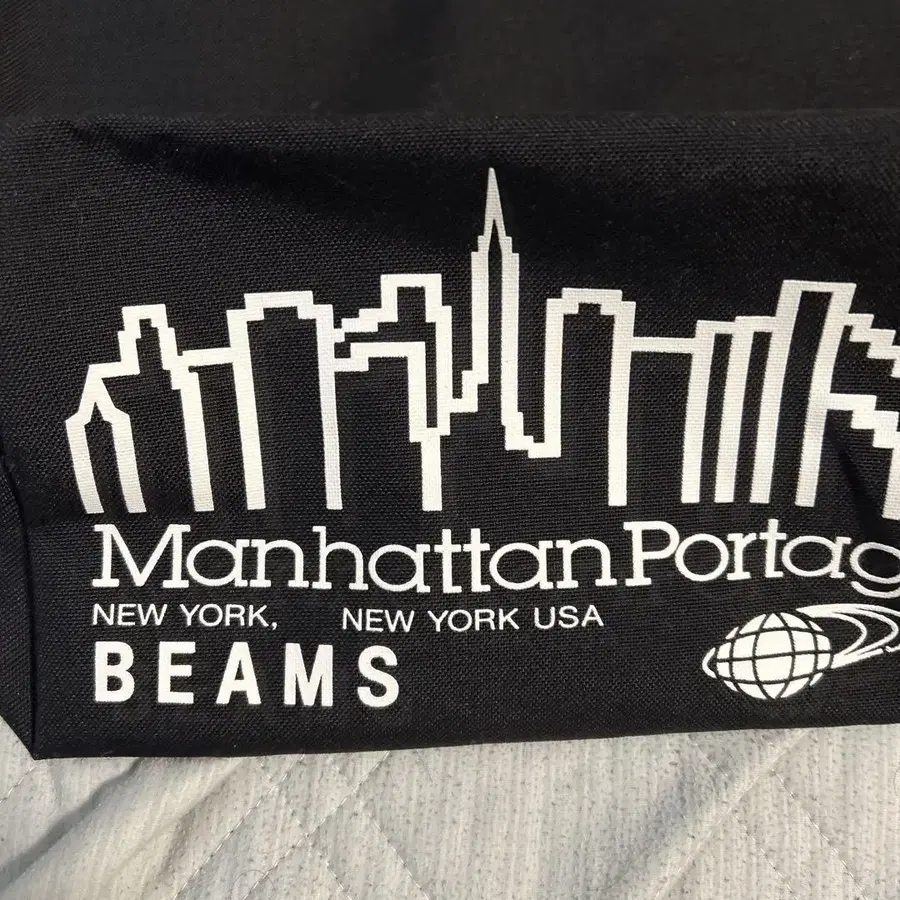 Manhattan Portag
NEW YORK, NEW YORK USA
BEAMS